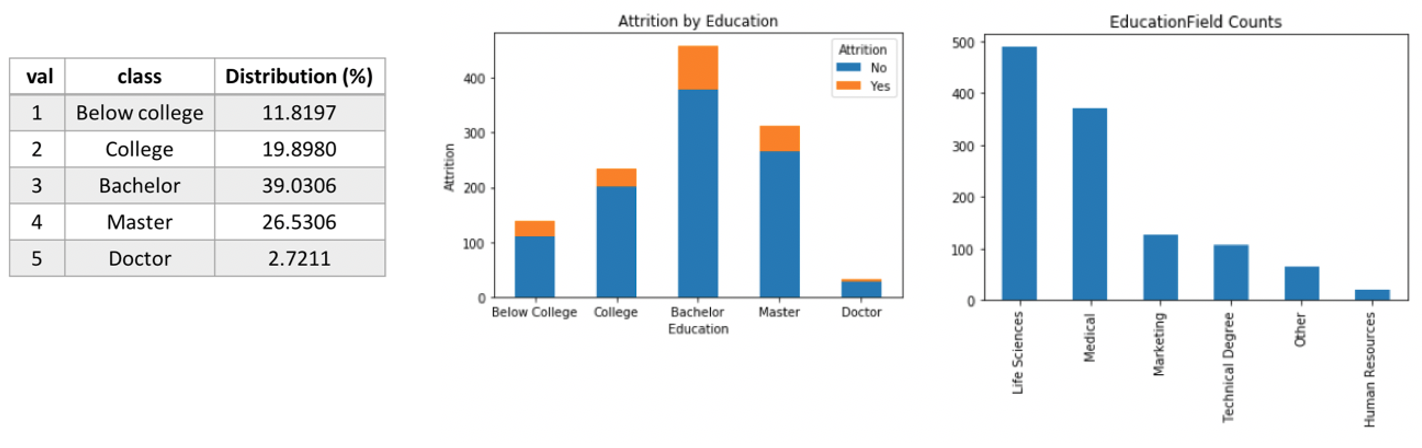 val class Distribution (%)
1 Below college 11.8197
2 College 19.8980
3 Bachelor 39.0306
4 Master 26.5306
5 Doctor 2.7211
Attrition by Education
Attrition
No
Yes
400
300
200
100
0
Attrition
Below College College Bachelor Master Doctor
Education
EducationField Counts
500
400
300
200
100
0
Life Sciences
Medical
Marketing
Technical Degree
Other
Human Resources